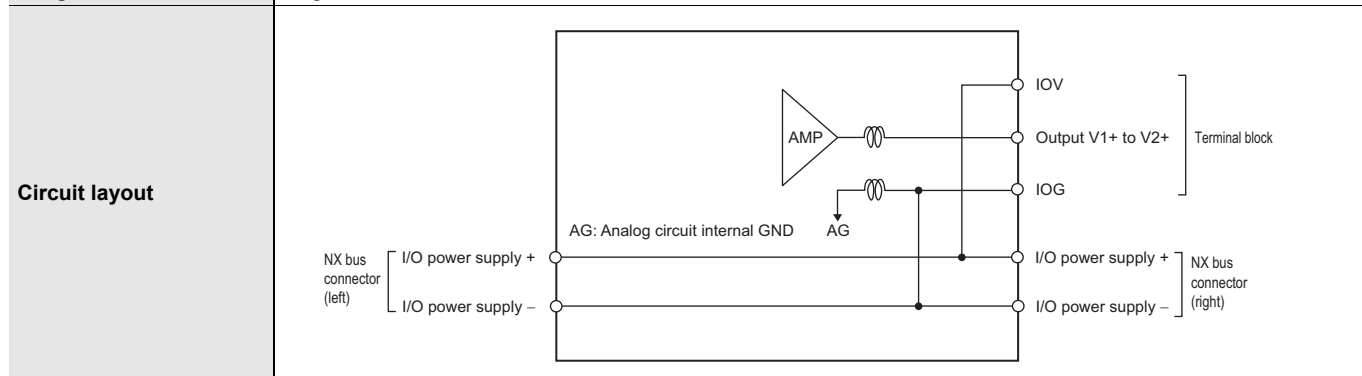 Circuit layout
IOV
AMP
Output V1+ to V2+
Terminal block
IOG
AG: Analog circuit internal GND
AG
NX bus
connector
(left)
I/O power supply +
I/O power supply –
I/O power supply +
I/O power supply –
NX bus
connector
(right)